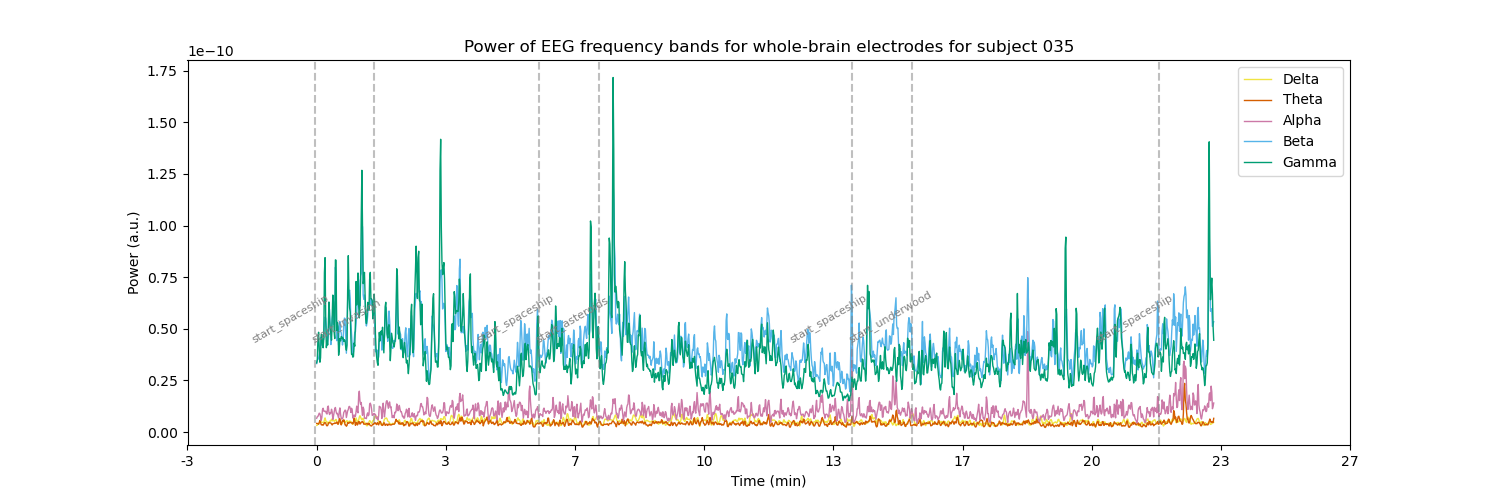 Power of EEG frequency bands for whole-brain electrodes for subject 035
1e−10
1.75
1.50
1.25
1.00
0.75
0.50
0.25
0.00
Power (a.u.)
Delta
Theta
Alpha
Beta
Gamma
start_spaceship
start_spaceship
start_asteroids
start_spaceship
start_underwood
start_spaceship
-3
0
3
7
10
13
17
20
23
27
Time (min)